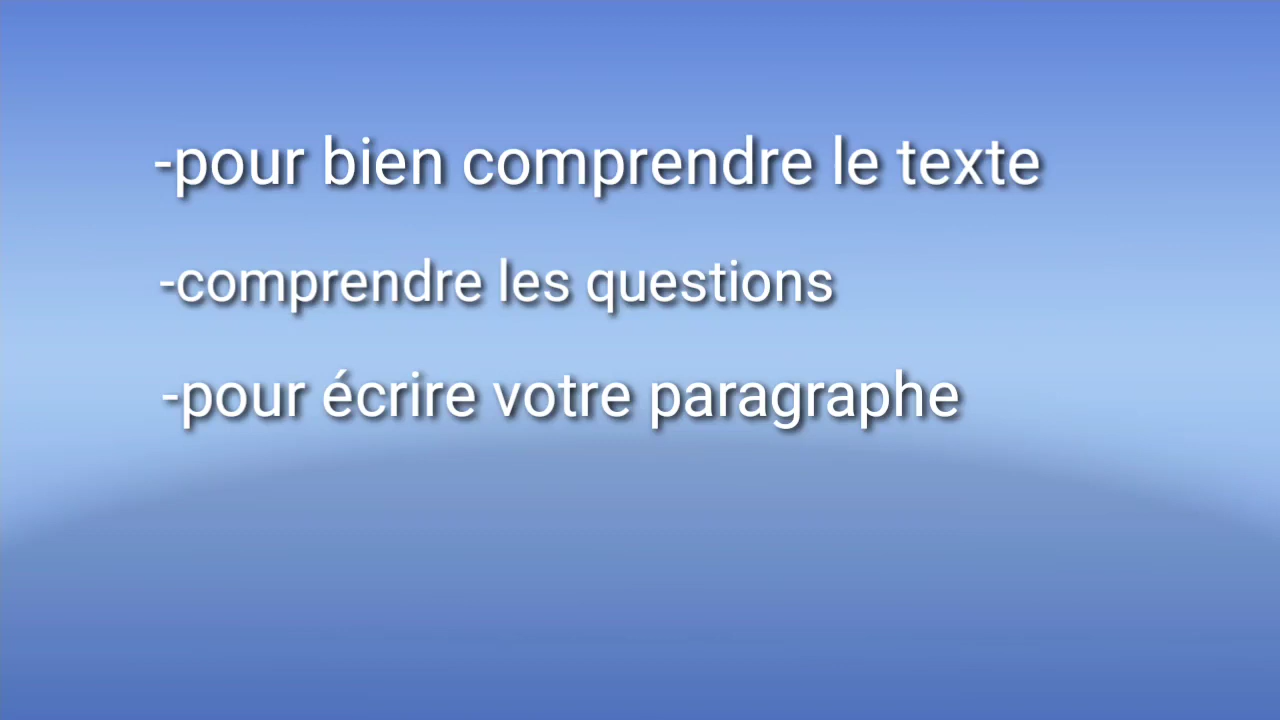 -pour bien comprendre le texte
-comprendre les questions
-pour écrire votre paragraphe